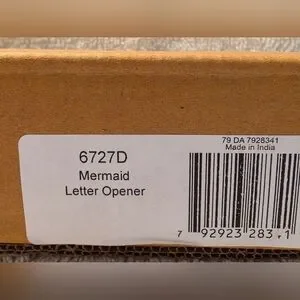 6727D
Mermaid
Letter Opener
79 DA 7928341
Made in India
7 92923 283 1